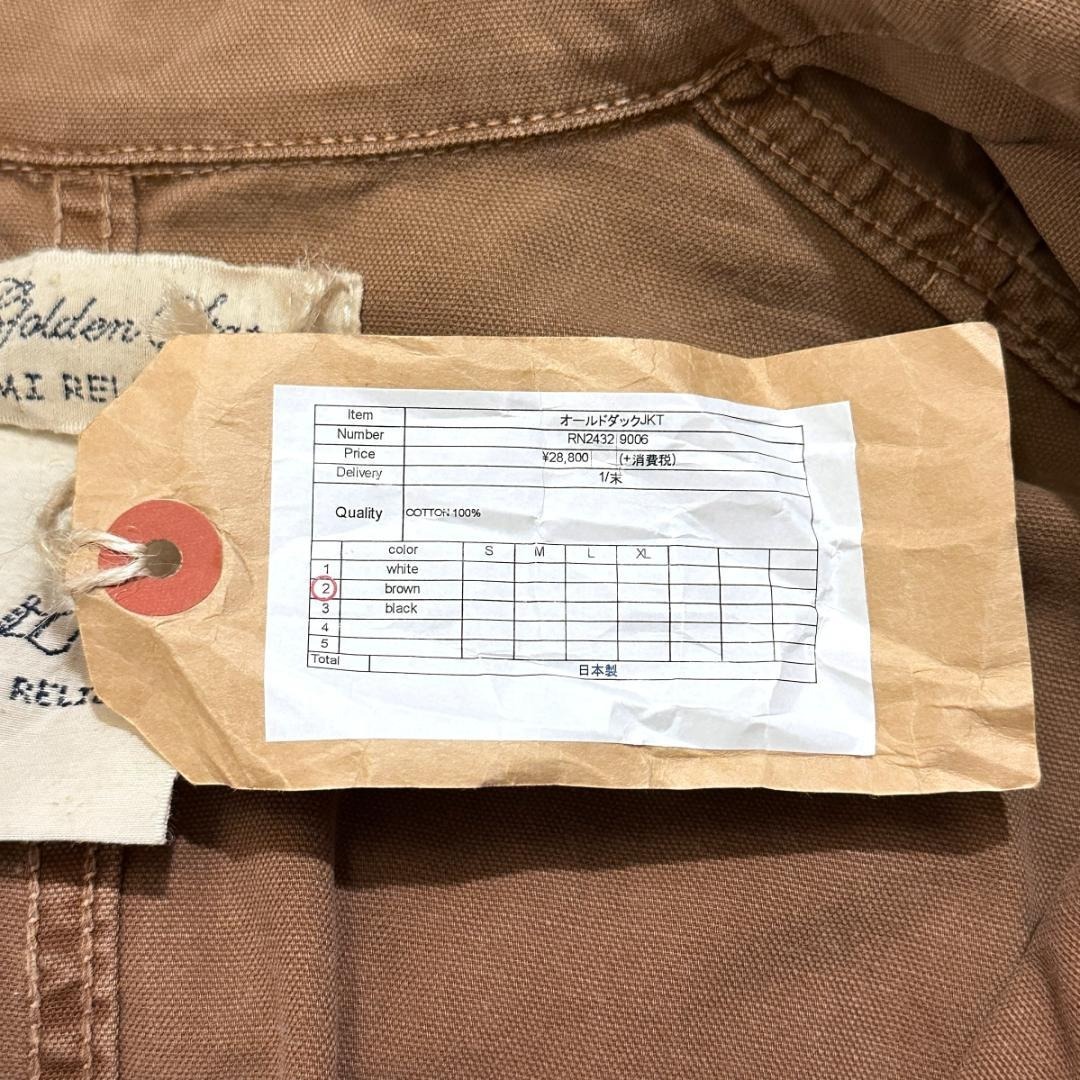 Golden
MI REL
Item オールドダックJKT
Number RN2432 9006
Price ¥28,800 (+消費税)
Delivery 1/末
Quality COTTON 100%
color S M L XL
1 white
2 brown
3 black
4
5
Total 日本製
RELI